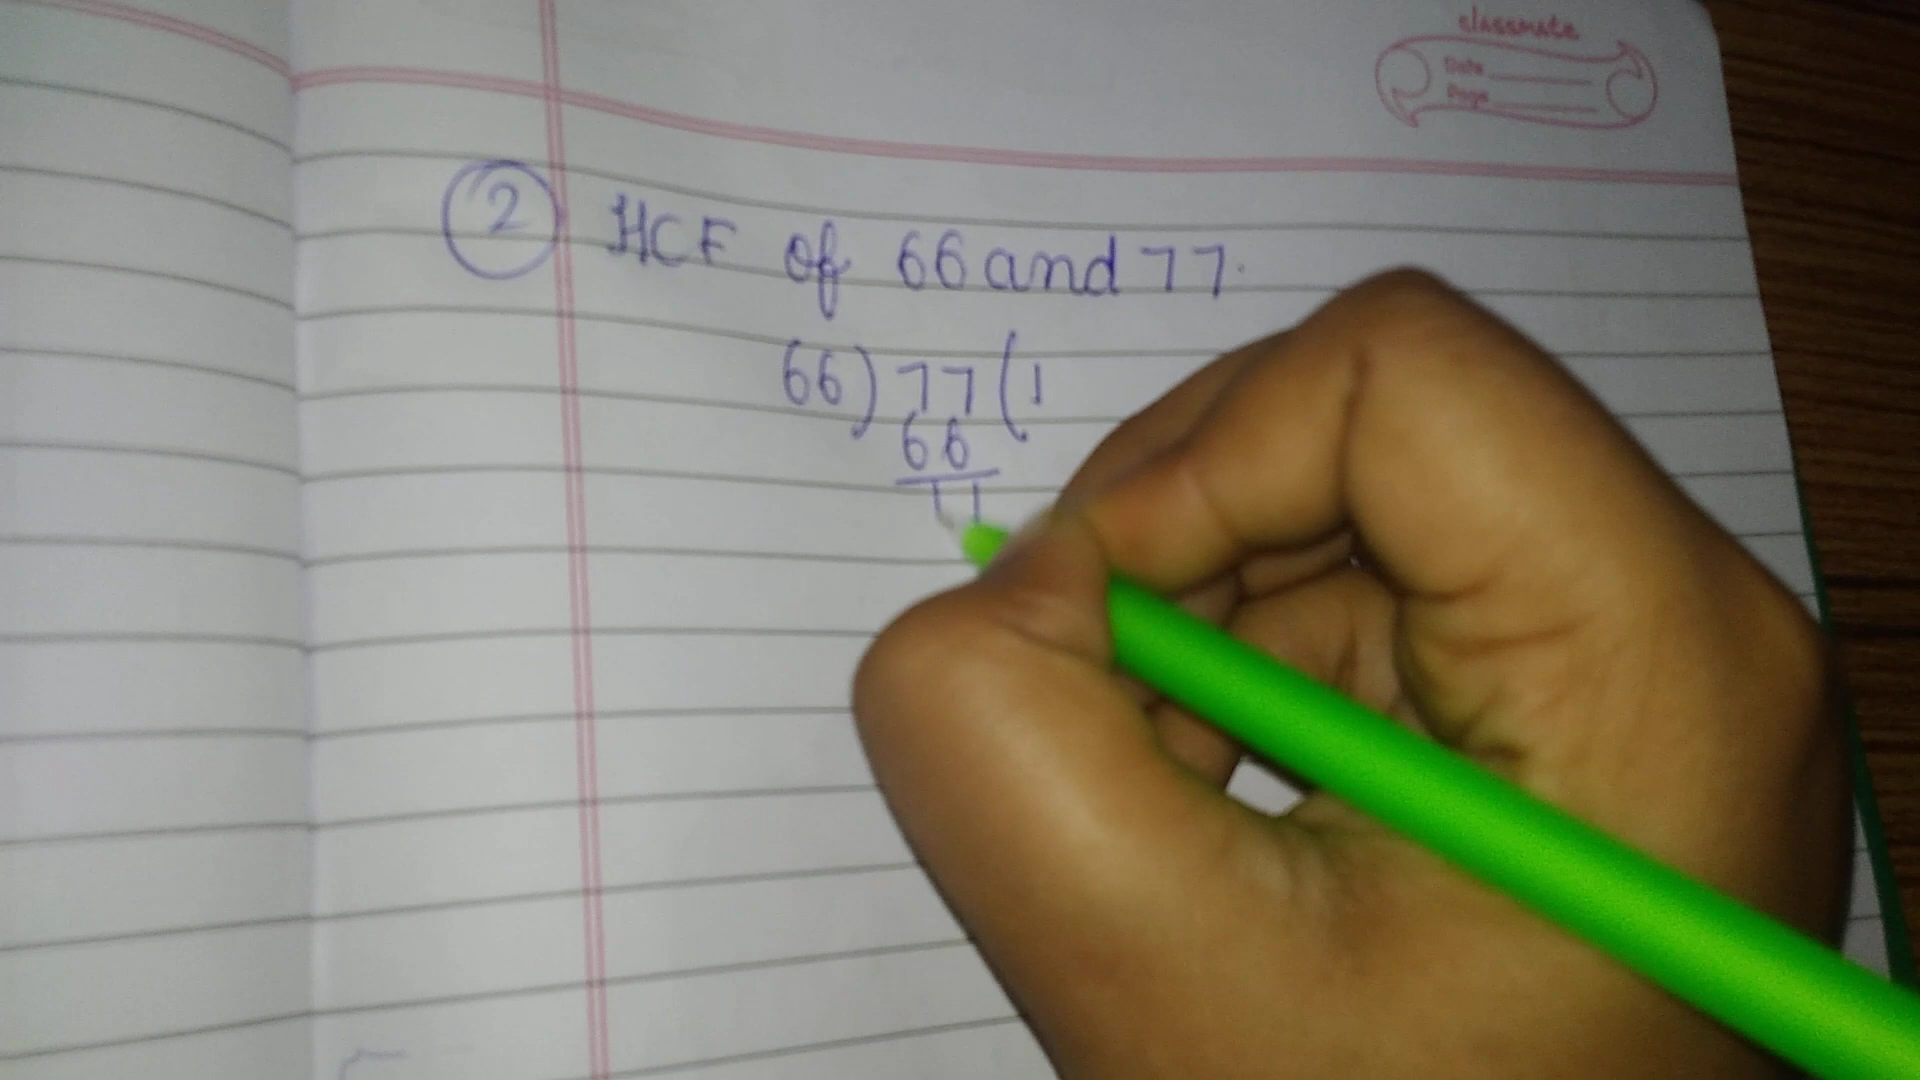 classmate
Date
Page
2 HCF of 66 and 77.
66) 77 (1
66
11